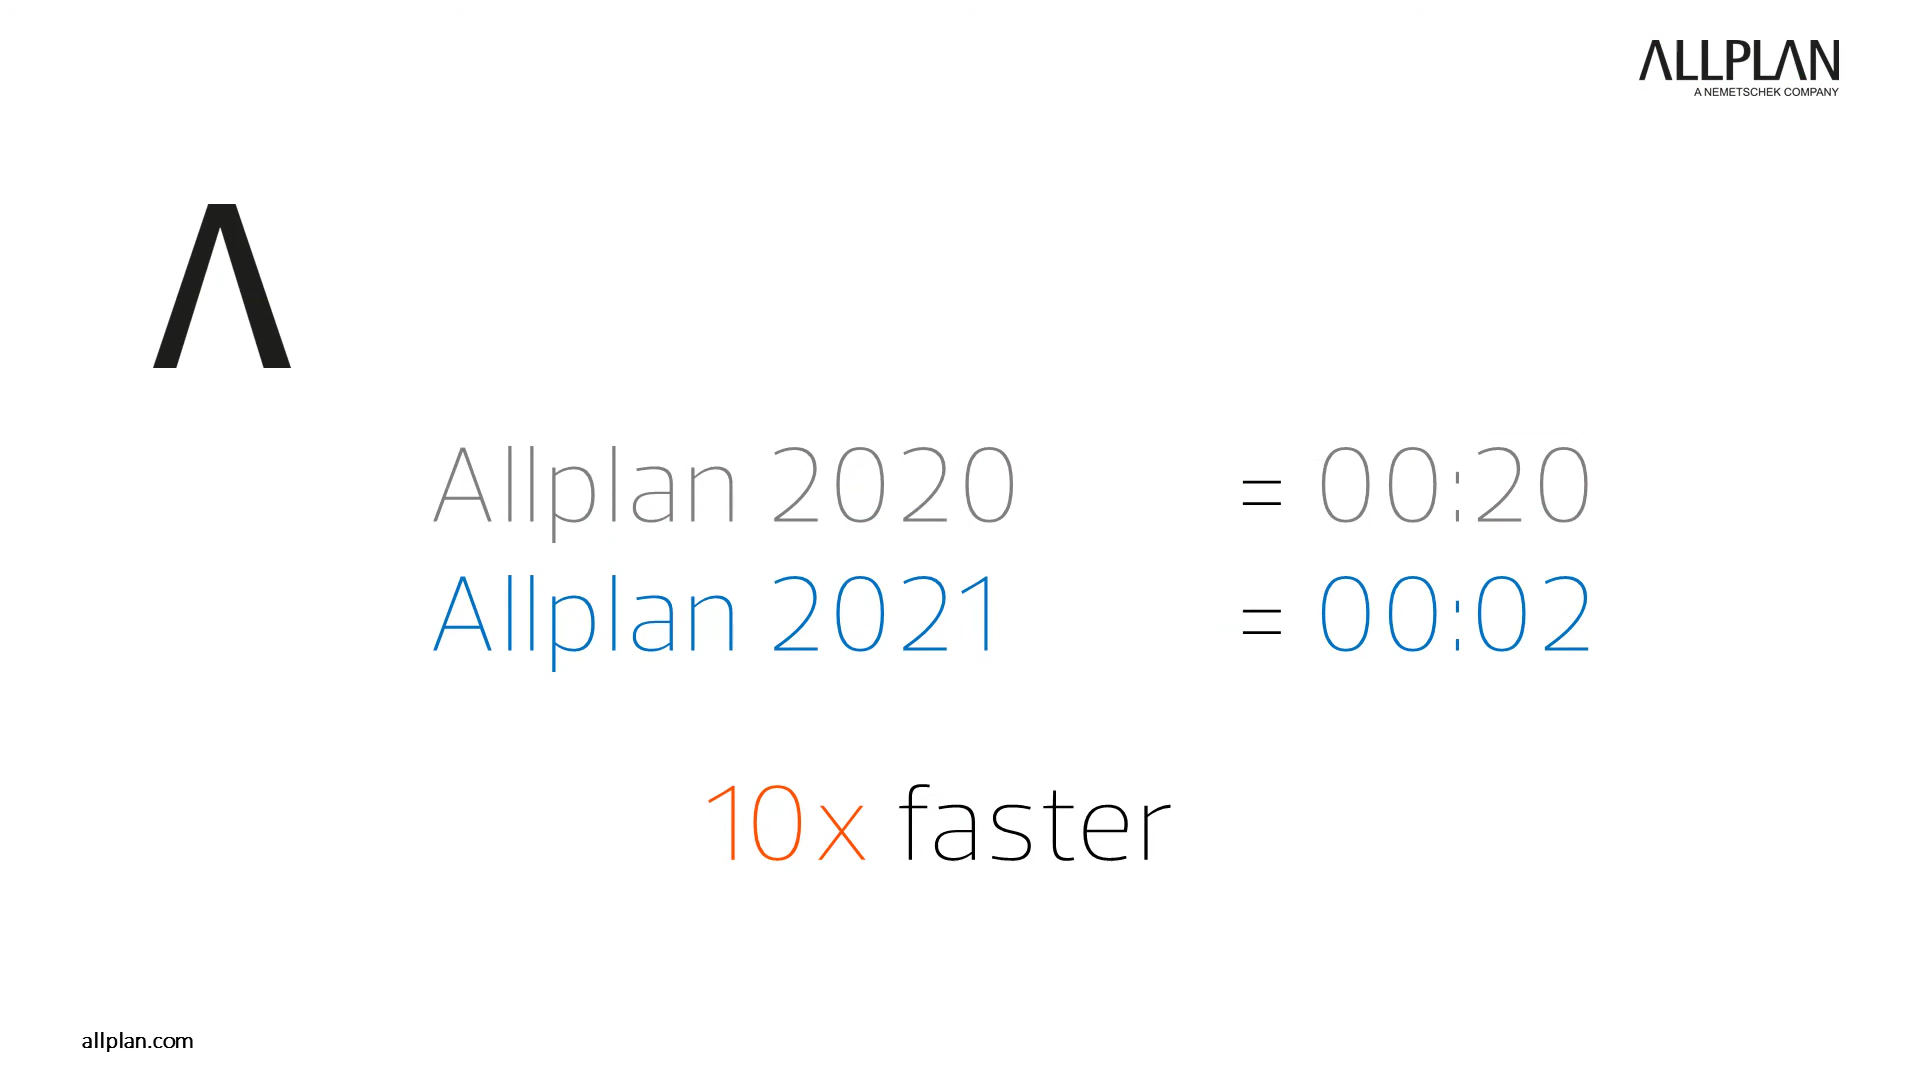 ALLPLAN
A NEMETSCHEK COMPANY
Allplan 2020 = 00:20
Allplan 2021 = 00:02
10x faster
allplan.com